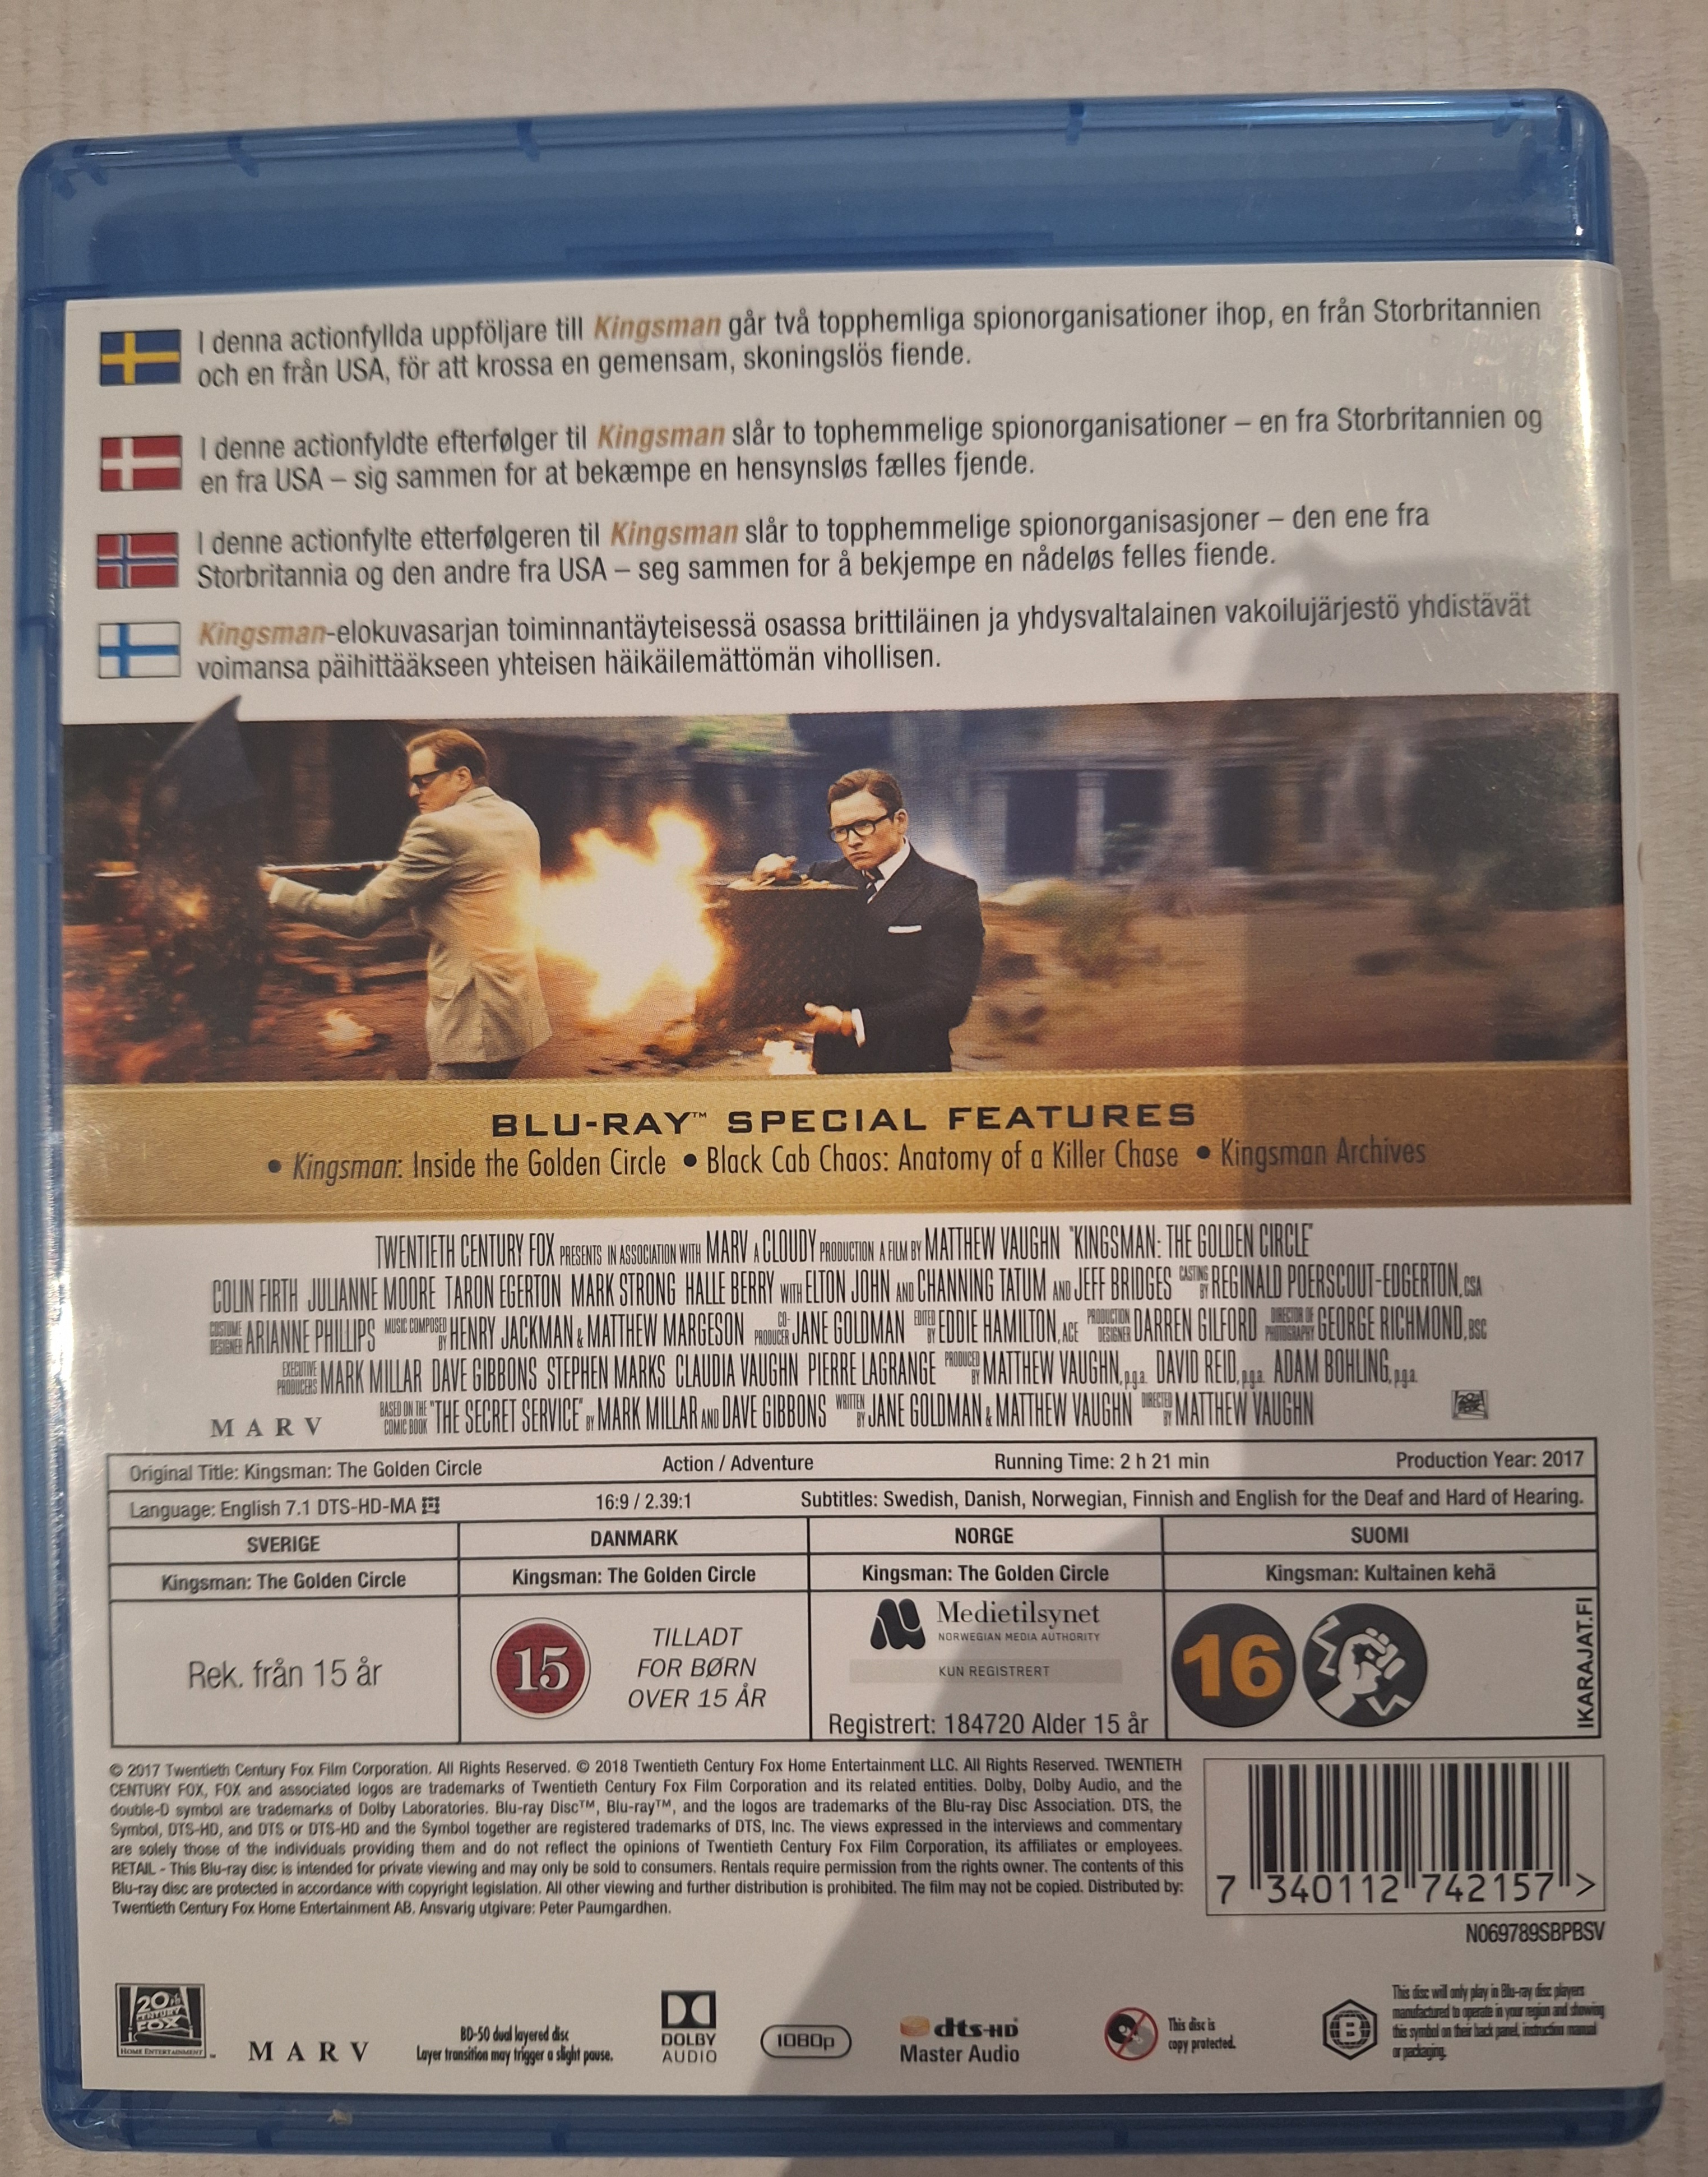 I denna actionfyllda uppföljare till Kingsman går två topphemliga spionorganisationer ihop, en från Storbritannien
och en från USA, för att krossa en gemensam, skoningslös fiende.
I denne actionfyldte efterfølger til Kingsman slår to tophemmelige spionorganisationer – en fra Storbritannien og
en fra USA – sig sammen for at bekæmpe en hensynsløs fælles fjende.
I denne actionfylte etterfølgeren til Kingsman slår to topphemmelige spionorganisasjoner – den ene fra
Storbritannia og den andre fra USA – seg sammen for å bekjempe en nådeløs felles fiende.
Kingsman-elokuvasarjan toiminnantäyteisessä osassa brittiläinen ja yhdysvaltalainen vakoilujärjestö yhdistävät
voimansa päihittääkseen yhteisen häikäilemättömän vihollisen.
BLU-RAY™ SPECIAL FEATURES
• Kingsman: Inside the Golden Circle • Black Cab Chaos: Anatomy of a Killer Chase • Kingsman Archives
TWENTIETH CENTURY FOX PRESENTS IN ASSOCIATION WITH MARV A CLOUDY PRODUCTION A FILM BY MATTHEW VAUGHN "KINGSMAN: THE GOLDEN CIRCLE"
COLIN FIRTH JULIANNE MOORE TARON EGERTON MARK STRONG HALLE BERRY WITH ELTON JOHN AND CHANNING TATUM AND JEFF BRIDGES CASTING BY REGINALD POERSCOUT-EDGERTON, CSA
COSTUME DESIGNER ARIANNE PHILLIPS MUSIC COMPOSED BY HENRY JACKMAN & MATTHEW MARGESON CO-PRODUCER JANE GOLDMAN EDITED BY EDDIE HAMILTON, ACE PRODUCTION DESIGNER DARREN GILFORD DIRECTOR OF PHOTOGRAPHY GEORGE RICHMOND, BSC
EXECUTIVE PRODUCERS MARK MILLAR DAVE GIBBONS STEPHEN MARKS CLAUDIA VAUGHN PIERRE LAGRANGE PRODUCED BY MATTHEW VAUGHN, p.g.a. DAVID REID, p.g.a. ADAM BOHLING, p.g.a.
MARV BASED ON THE COMIC BOOK "THE SECRET SERVICE" BY MARK MILLAR AND DAVE GIBBONS WRITTEN BY JANE GOLDMAN & MATTHEW VAUGHN DIRECTED BY MATTHEW VAUGHN
Original Title: Kingsman: The Golden Circle Action / Adventure Running Time: 2 h 21 min Production Year: 2017
Language: English 7.1 DTS-HD-MA 16:9 / 2.39:1 Subtitles: Swedish, Danish, Norwegian, Finnish and English for the Deaf and Hard of Hearing.
SVERIGE DANMARK NORGE SUOMI
Kingsman: The Golden Circle Kingsman: The Golden Circle Kingsman: The Golden Circle Kingsman: Kultainen kehä
Rek. från 15 år
15
TILLADT
FOR BØRN
OVER 15 ÅR
Medietilsynet
NORWEGIAN MEDIA AUTHORITY
KUN REGISTRERT
Registrert: 184720 Alder 15 år
16
IKARAJAT.FI
© 2017 Twentieth Century Fox Film Corporation. All Rights Reserved. © 2018 Twentieth Century Fox Home Entertainment LLC. All Rights Reserved. TWENTIETH
CENTURY FOX, FOX and associated logos are trademarks of Twentieth Century Fox Film Corporation and its related entities. Dolby, Dolby Audio, and the
double-D symbol are trademarks of Dolby Laboratories. Blu-ray Disc™, Blu-ray™, and the logos are trademarks of the Blu-ray Disc Association. DTS, the
Symbol, DTS-HD, and DTS or DTS-HD and the Symbol together are registered trademarks of DTS, Inc. The views expressed in the interviews and commentary
are solely those of the individuals providing them and do not reflect the opinions of Twentieth Century Fox Film Corporation, its affiliates or employees.
RETAIL - This Blu-ray disc is intended for private viewing and may only be sold to consumers. Rentals require permission from the rights owner. The contents of this
Blu-ray disc are protected in accordance with copyright legislation. All other viewing and further distribution is prohibited. The film may not be copied. Distributed by:
Twentieth Century Fox Home Entertainment AB. Ansvarig utgivare: Peter Paumgardhen.
7 340112 742157 >
N069789SBPBSV
20th CENTURY FOX
HOME ENTERTAINMENT
MARV
BD-50 dual layered disc
Layer transition may trigger a slight pause.
DOLBY
AUDIO
1080p
dts-HD
Master Audio
This disc is
copy protected.
B
This disc will only play in Blu-ray disc players
manufactured to operate in your region and showing
this symbol on their back panel, instruction manual
or packaging.